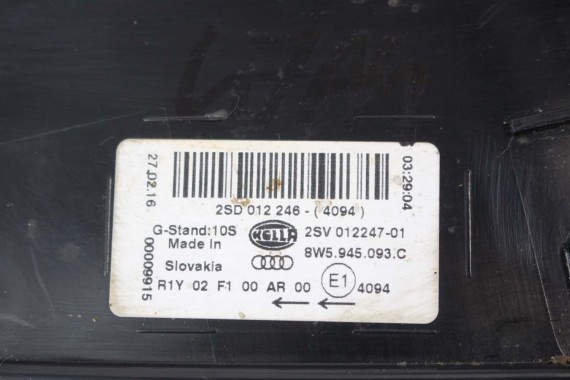 27.02.16
00009915
03:29:04
2SD 012 246 - ( 4094 )
G-Stand:10S HELLA 2SV 012247-01
Made In 8W5.945.093.C
Slovakia
R1Y 02 F1 00 AR 00 E1 4094